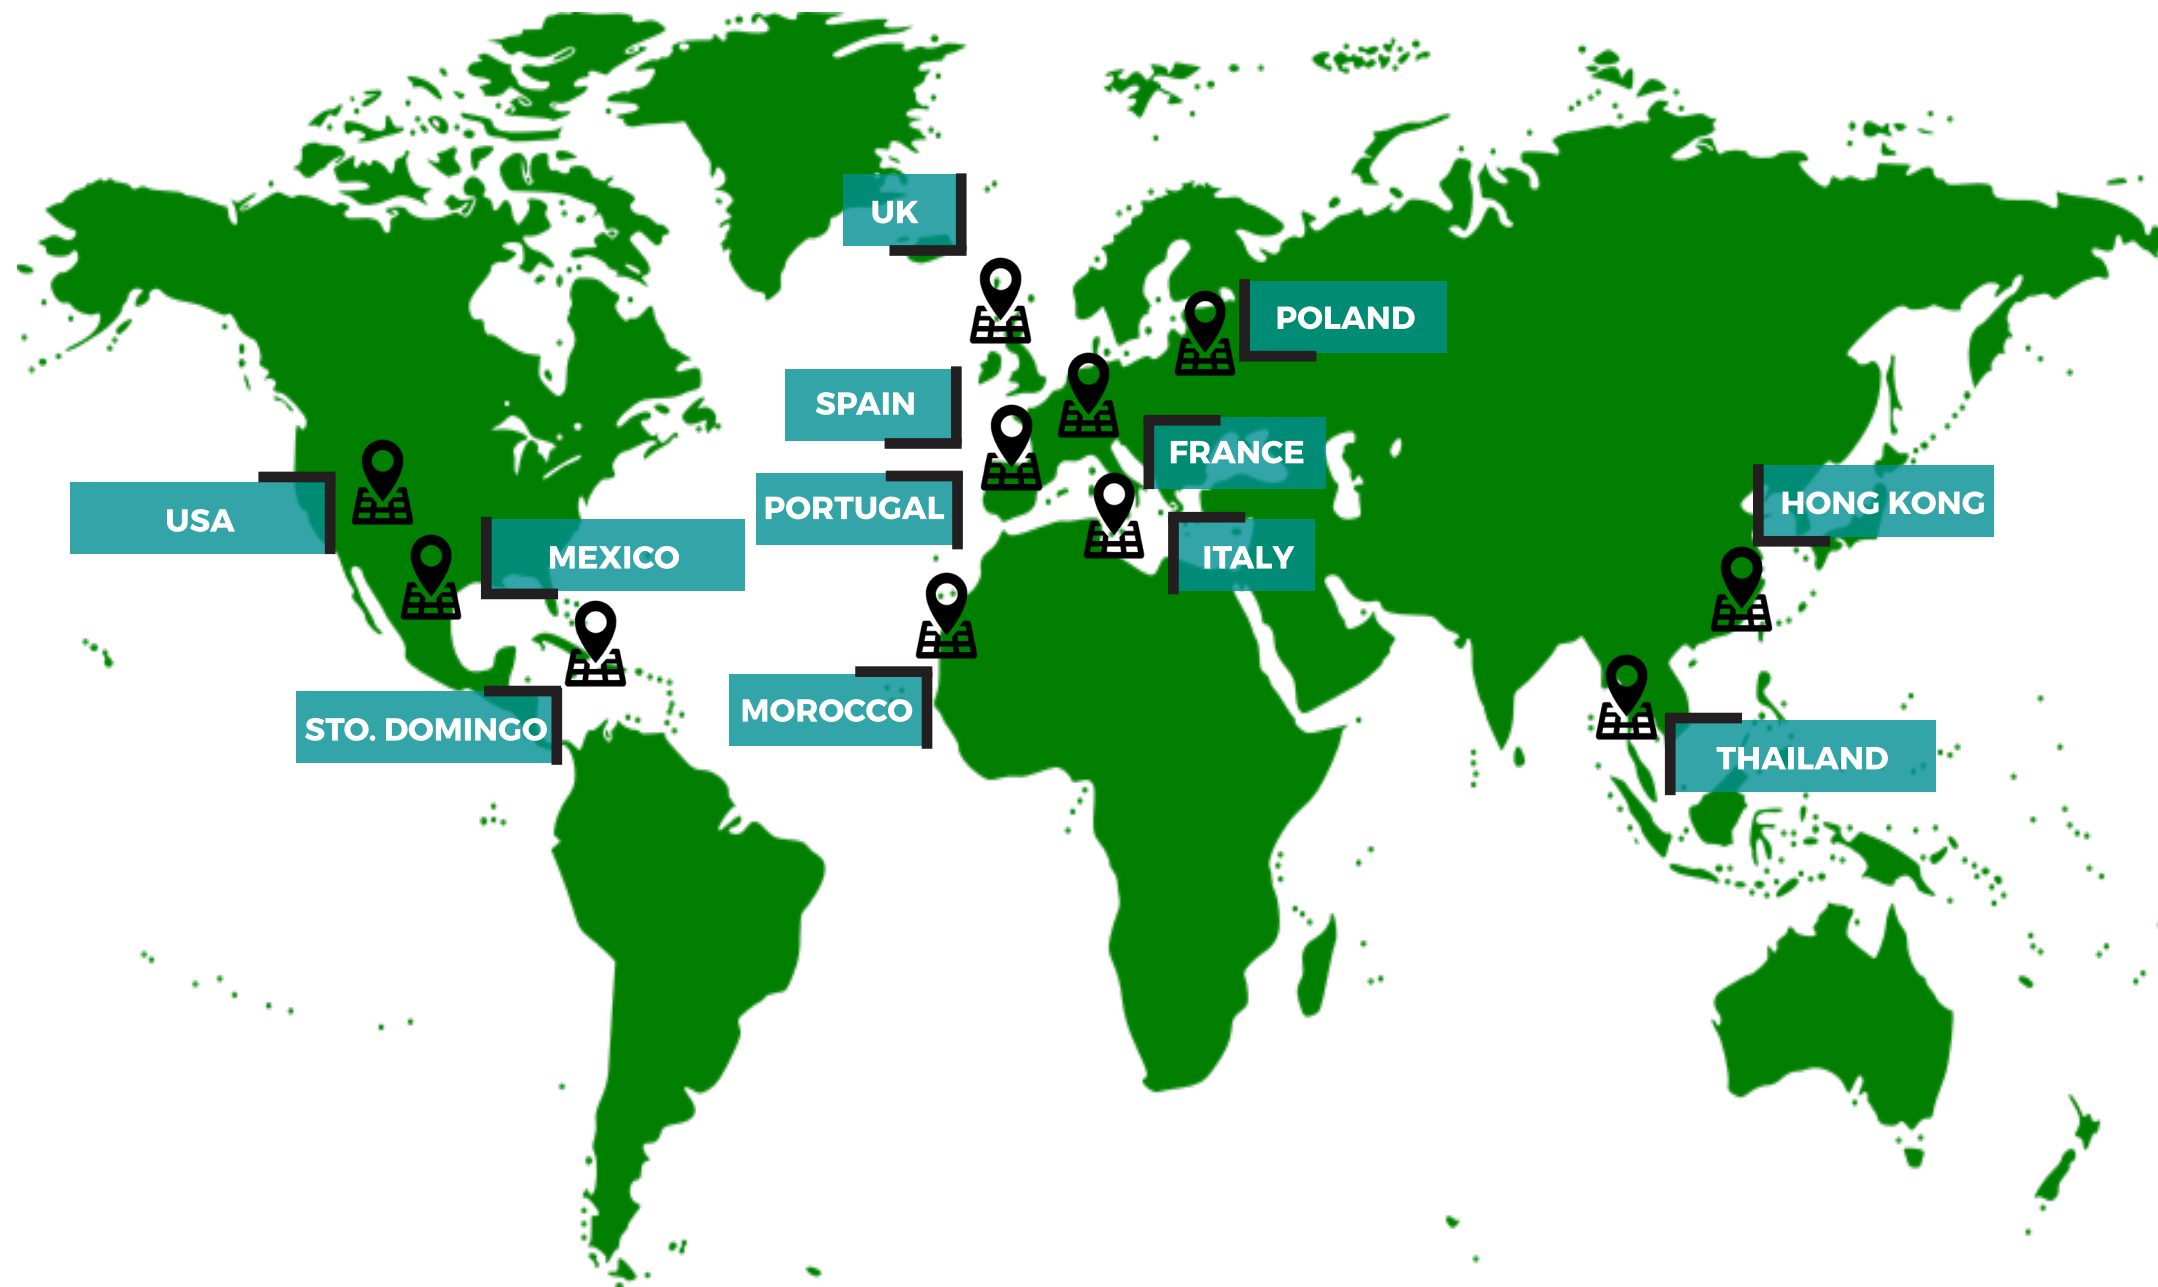 UK
POLAND
SPAIN
FRANCE
PORTUGAL
HONG KONG
USA
MEXICO
ITALY
MOROCCO
STO. DOMINGO
THAILAND